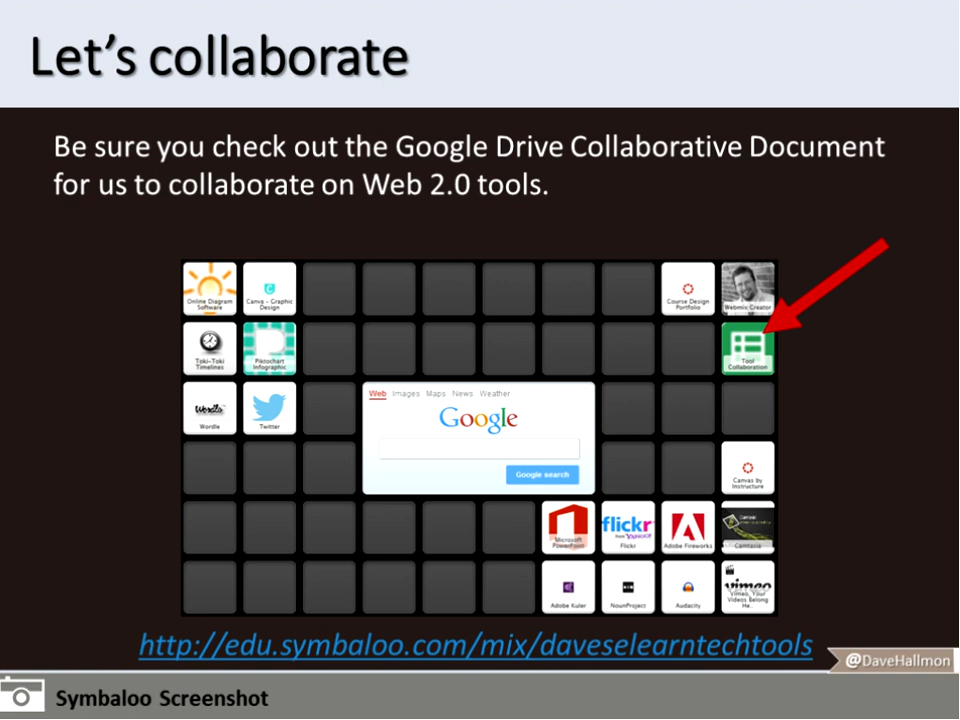 Let's collaborate
Be sure you check out the Google Drive Collaborative Document
for us to collaborate on Web 2.0 tools.
Online Diagram
Software
Canva - Graphic
Design
Course Design
Portfolio
Webmix Creator
Toki-Toki
Timelines
Piktochart
Infographic
Tool
Collaboration
Web Images Maps News Weather
Google
Google search
Wordle
Wordle
Twitter
Canvas by
Instructure
Microsoft
PowerPoint
flickr
from YAHOO!
Flickr
Adobe Fireworks
Camtasia
Adobe Kuler
NounProject
Audacity
vimeo
Vimeo, Your
Videos Belong
He..
http://edu.symbaloo.com/mix/daveselearntechtools
@DaveHallmon
Symbaloo Screenshot